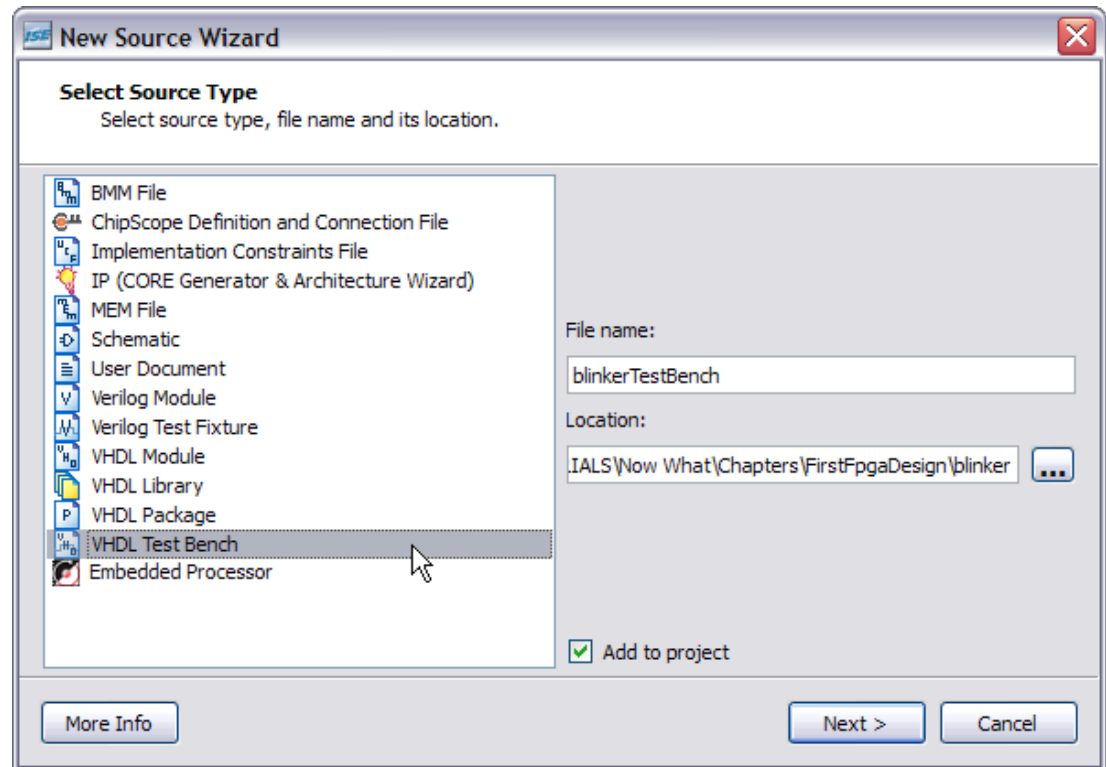 ISE New Source Wizard
Select Source Type
Select source type, file name and its location.
BMM File
ChipScope Definition and Connection File
Implementation Constraints File
IP (CORE Generator & Architecture Wizard)
MEM File
Schematic
User Document
Verilog Module
Verilog Test Fixture
VHDL Module
VHDL Library
VHDL Package
VHDL Test Bench
Embedded Processor
File name:
blinkerTestBench
Location:
.IALS\Now What\Chapters\FirstFpgaDesign\blinker
...
Add to project
More Info
Next >
Cancel